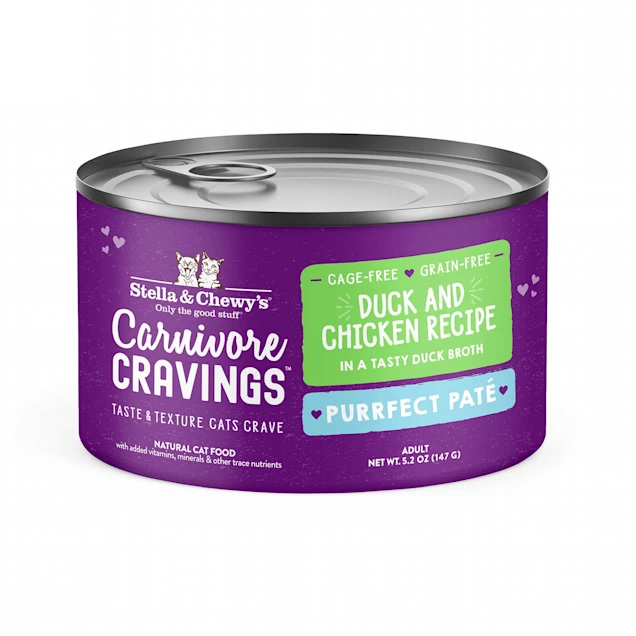 Stella & Chewy's®
Only the good stuff™
Carnivore
CRAVINGS™
TASTE & TEXTURE CATS CRAVE
NATURAL CAT FOOD
with added vitamins, minerals & other trace nutrients
CAGE-FREE ♥ GRAIN-FREE
DUCK AND
CHICKEN RECIPE
IN A TASTY DUCK BROTH
PURRFECT PATÉ
ADULT
NET WT. 5.2 OZ (147 G)